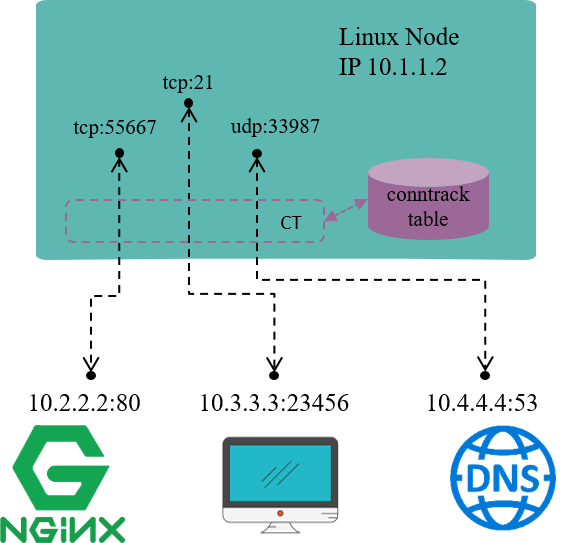 Linux Node
IP 10.1.1.2
tcp:21
tcp:55667
udp:33987
conntrack
table
CT
10.2.2.2:80
10.3.3.3:23456
10.4.4.4:53
G
NGiNX
DNS